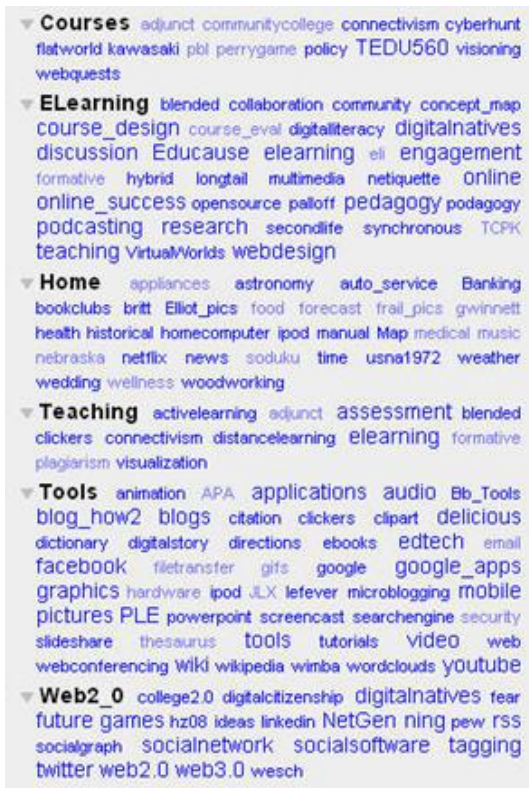 Courses adjunct communitycollege connectivism cyberhunt
flatworld kawasaki pbl perrygame policy TEDU560 visioning
webquests
ELearning blended collaboration community concept_map
course_design course_eval digitalliteracy digitalnatives
discussion Educause elearning eli engagement
formative hybrid longtail multimedia netiquette online
online_success opensource palloff pedagogy podagogy
podcasting research secondlife synchronous TCPK
teaching VirtualWorlds webdesign
Home appliances astronomy auto_service Banking
bookclubs britt Elliot_pics food forecast frail_pics gwinnett
health historical homecomputer ipod manual Map medical music
nebraska netflix news soduku time usna1972 weather
wedding wellness woodworking
Teaching activelearning adjunct assessment blended
clickers connectivism distancelearning elearning formative
plagiarism visualization
Tools animation APA applications audio Bb_Tools
blog_how2 blogs citation clickers clipart delicious
dictionary digitalstory directions ebooks edtech email
facebook filetransfer gifs google google_apps
graphics hardware ipod JLX lefever microblogging mobile
pictures PLE powerpoint screencast searchengine security
slideshare thesaurus tools tutorials video web
webconferencing wiki wikipedia wimba wordclouds youtube
Web2_0 college2.0 digitalcitizenship digitalnatives fear
future games hz08 ideas linkedin NetGen ning pew rss
socialgraph socialnetwork socialsoftware tagging
twitter web2.0 web3.0 wesch